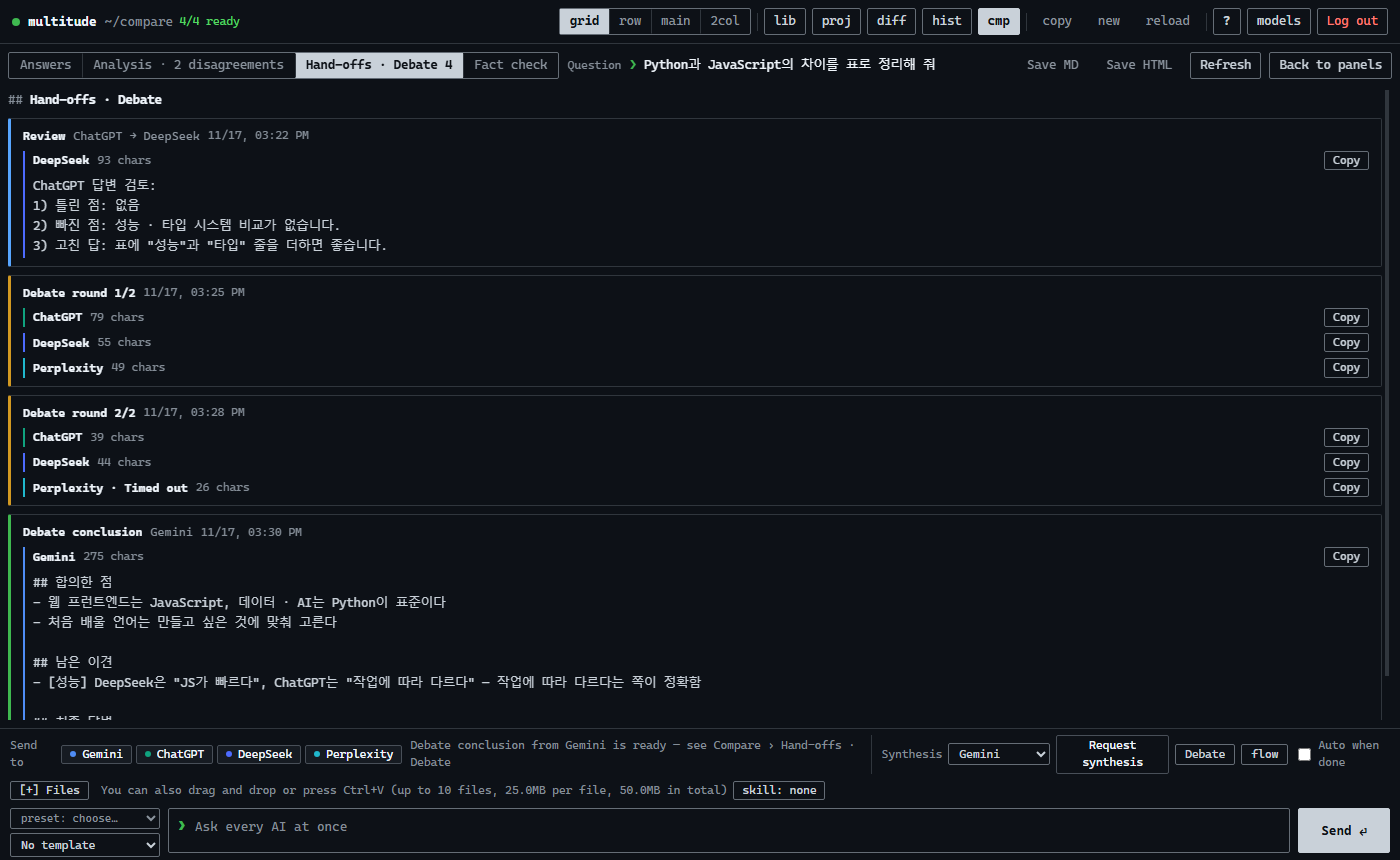 multitude ~/compare 4/4 ready
grid row main 2col lib proj diff hist cmp copy new reload ? models Log out
Answers Analysis · 2 disagreements Hand-offs · Debate 4 Fact check Question ❯ Python과 JavaScript의 차이를 표로 정리해 줘 Save MD Save HTML Refresh Back to panels
## Hand-offs · Debate
Review ChatGPT → DeepSeek 11/17, 03:22 PM
DeepSeek 93 chars Copy
ChatGPT 답변 검토:
1) 틀린 점: 없음
2) 빠진 점: 성능 · 타입 시스템 비교가 없습니다.
3) 고친 답: 표에 "성능"과 "타입" 줄을 더하면 좋습니다.
Debate round 1/2 11/17, 03:25 PM
ChatGPT 79 chars Copy
DeepSeek 55 chars Copy
Perplexity 49 chars Copy
Debate round 2/2 11/17, 03:28 PM
ChatGPT 39 chars Copy
DeepSeek 44 chars Copy
Perplexity · Timed out 26 chars Copy
Debate conclusion Gemini 11/17, 03:30 PM
Gemini 275 chars Copy
## 합의한 점
– 웹 프런트엔드는 JavaScript, 데이터 · AI는 Python이 표준이다
– 처음 배울 언어는 만들고 싶은 것에 맞춰 고른다
## 남은 이견
– [성능] DeepSeek은 "JS가 빠르다", ChatGPT는 "작업에 따라 다르다" — 작업에 따라 다르다는 쪽이 정확함
Send to Gemini ChatGPT DeepSeek Perplexity Debate conclusion from Gemini is ready — see Compare › Hand-offs · Debate Synthesis Gemini Request synthesis Debate flow Auto when done
[+] Files You can also drag and drop or press Ctrl+V (up to 10 files, 25.0MB per file, 50.0MB in total) skill: none
preset: choose…
❯ Ask every AI at once
Send ⏎
No template